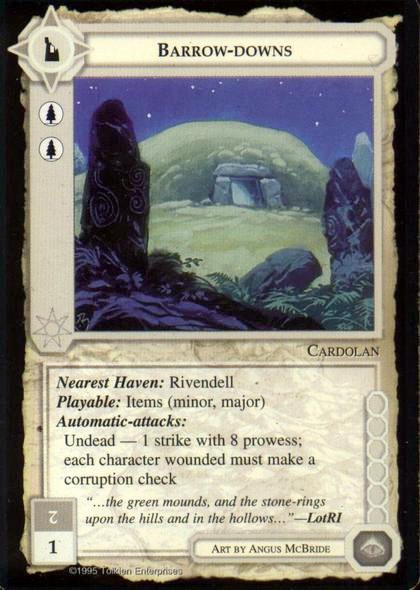 BARROW-DOWNS
CARDOLAN
Nearest Haven: Rivendell
Playable: Items (minor, major)
Automatic-attacks:
Undead — 1 strike with 8 prowess;
each character wounded must make a
corruption check
“…the green mounds, and the stone-rings
upon the hills and in the hollows…”—LotRI
2
1
ART BY ANGUS MCBRIDE
©1995 Tolkien Enterprises